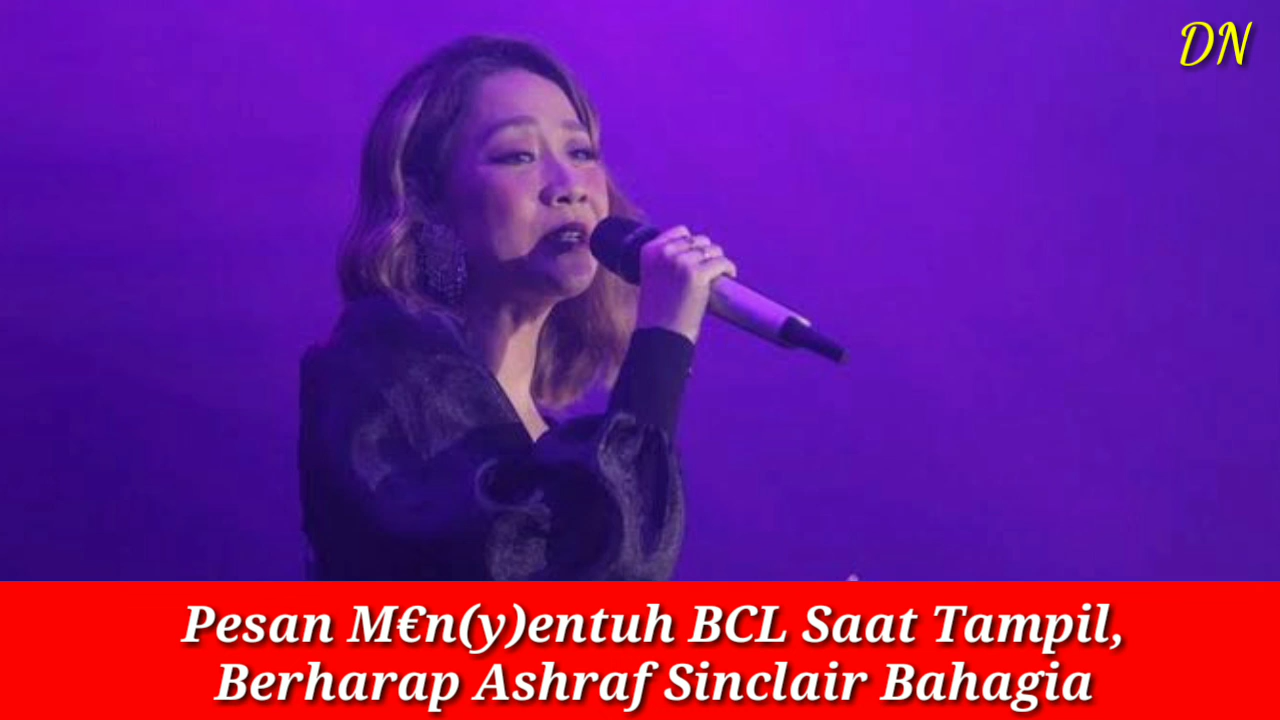 DN
Pesan M€n(y)entuh BCL Saat Tampil,
Berharap Ashraf Sinclair Bahagia